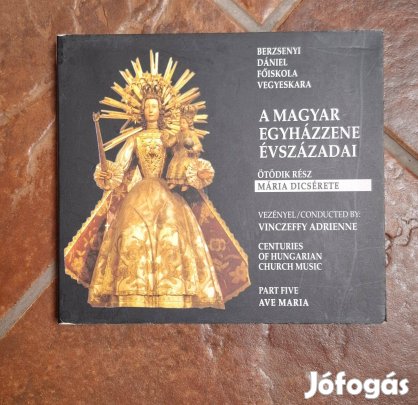 BERZSENYI
DÁNIEL
FŐISKOLA
VEGYESKARA
A MAGYAR
EGYHÁZZENE
ÉVSZÁZADAI
ÖTÖDIK RÉSZ
MÁRIA DICSÉRETE
VEZÉNYEL/CONDUCTED BY:
VINCZEFFY ADRIENNE
CENTURIES
OF HUNGARIAN
CHURCH MUSIC
PART FIVE
AVE MARIA
Jófogás